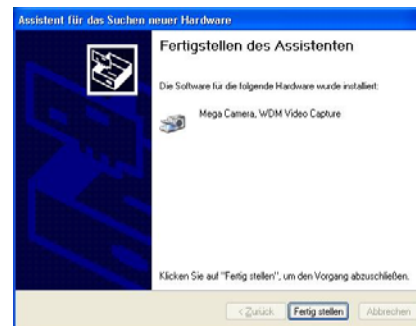 Assistent für das Suchen neuer Hardware
Fertigstellen des Assistenten
Die Software für die folgende Hardware wurde installiert:
Mega Camera, WDM Video Capture
Klicken Sie auf "Fertig stellen", um den Vorgang abzuschließen.
< Zurück Fertig stellen Abbrechen